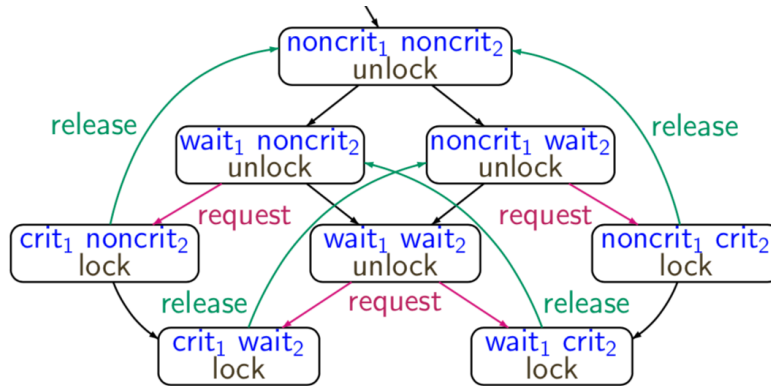 noncrit₁ noncrit₂
unlock
release
release
wait₁ noncrit₂
unlock
noncrit₁ wait₂
unlock
request
request
crit₁ noncrit₂
lock
wait₁ wait₂
unlock
noncrit₁ crit₂
lock
release
request
release
crit₁ wait₂
lock
wait₁ crit₂
lock